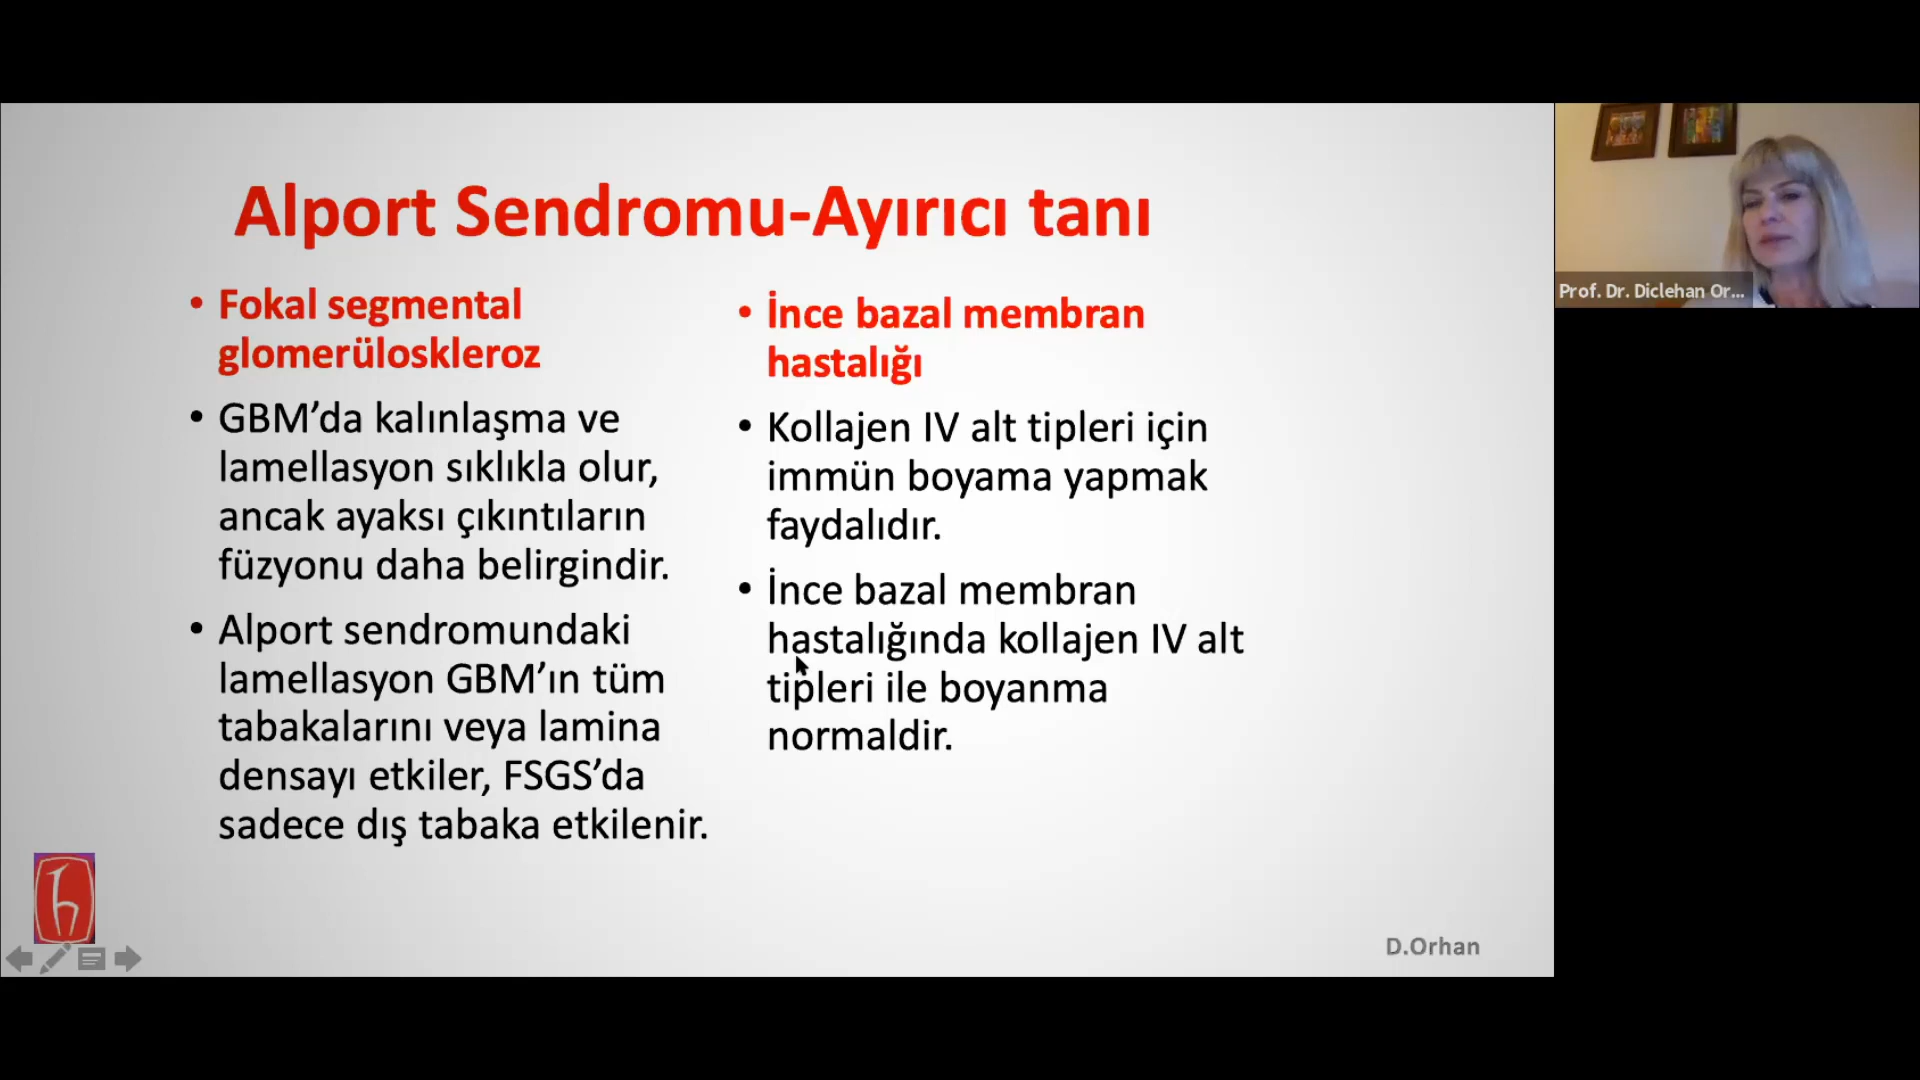 Alport Sendromu-Ayırıcı tanı
• Fokal segmental
glomerüloskleroz
• GBM’da kalınlaşma ve
lamellasyon sıklıkla olur,
ancak ayaksı çıkıntıların
füzyonu daha belirgindir.
• Alport sendromundaki
lamellasyon GBM’ın tüm
tabakalarını veya lamina
densayı etkiler, FSGS’da
sadece dış tabaka etkilenir.
• İnce bazal membran
hastalığı
• Kollajen IV alt tipleri için
immün boyama yapmak
faydalıdır.
• İnce bazal membran
hastalığında kollajen IV alt
tipleri ile boyanma
normaldir.
D.Orhan
Prof. Dr. Diclehan Or...